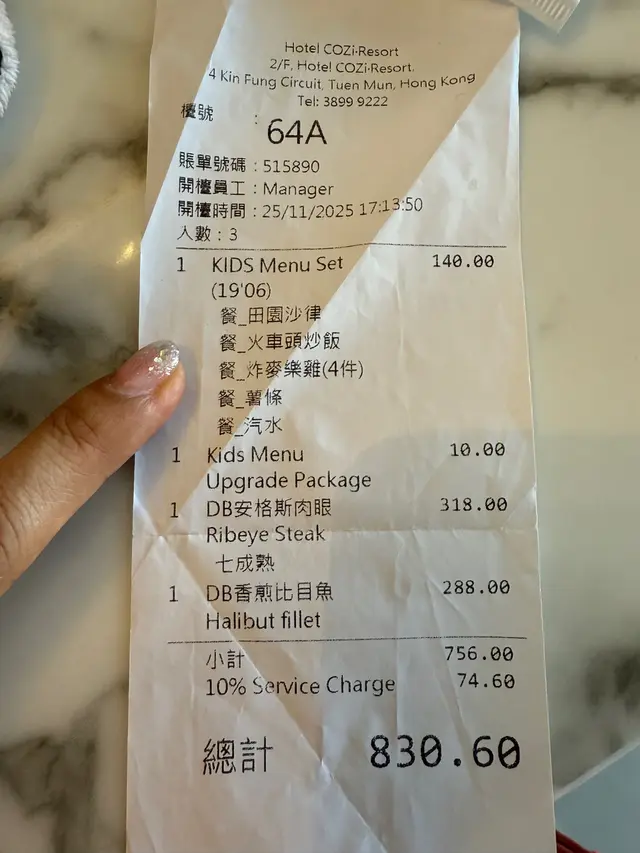 Hotel COZi·Resort
2/F, Hotel COZi·Resort.
4 Kin Fung Circuit, Tuen Mun, Hong Kong
Tel: 3899 9222
檯號 :
64A
賬單號碼 : 515890
開檯員工 : Manager
開檯時間 : 25/11/2025 17:13:50
入數 : 3
1 KIDS Menu Set 140.00
(19'06)
餐_田園沙律
餐_火車頭炒飯
餐_炸麥樂雞(4件)
餐_薯條
餐_汽水
1 Kids Menu 10.00
Upgrade Package
1 DB安格斯肉眼 318.00
Ribeye Steak
七成熟
1 DB香煎比目魚 288.00
Halibut fillet
小計 756.00
10% Service Charge 74.60
總計 830.60